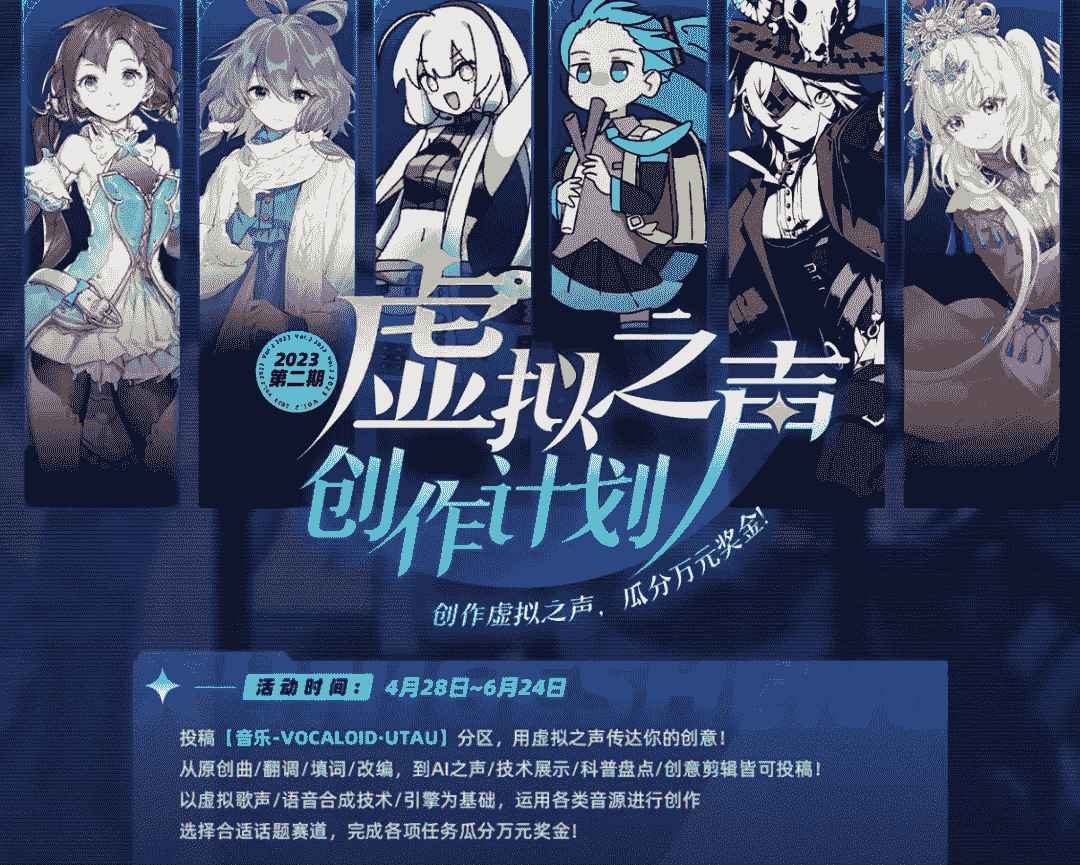 2023
第二期
虚拟之声
创作计划
创作虚拟之声，瓜分万元奖金!
活动时间：4月28日~6月24日
投稿【音乐-VOCALOID·UTAU】分区，用虚拟之声传达你的创意！
从原创曲/翻调/填词/改编，到AI之声/技术展示/科普盘点/创意剪辑皆可投稿！
以虚拟歌声/语音合成技术/引擎为基础，运用各类音源进行创作
选择合适话题赛道，完成各项任务瓜分万元奖金！